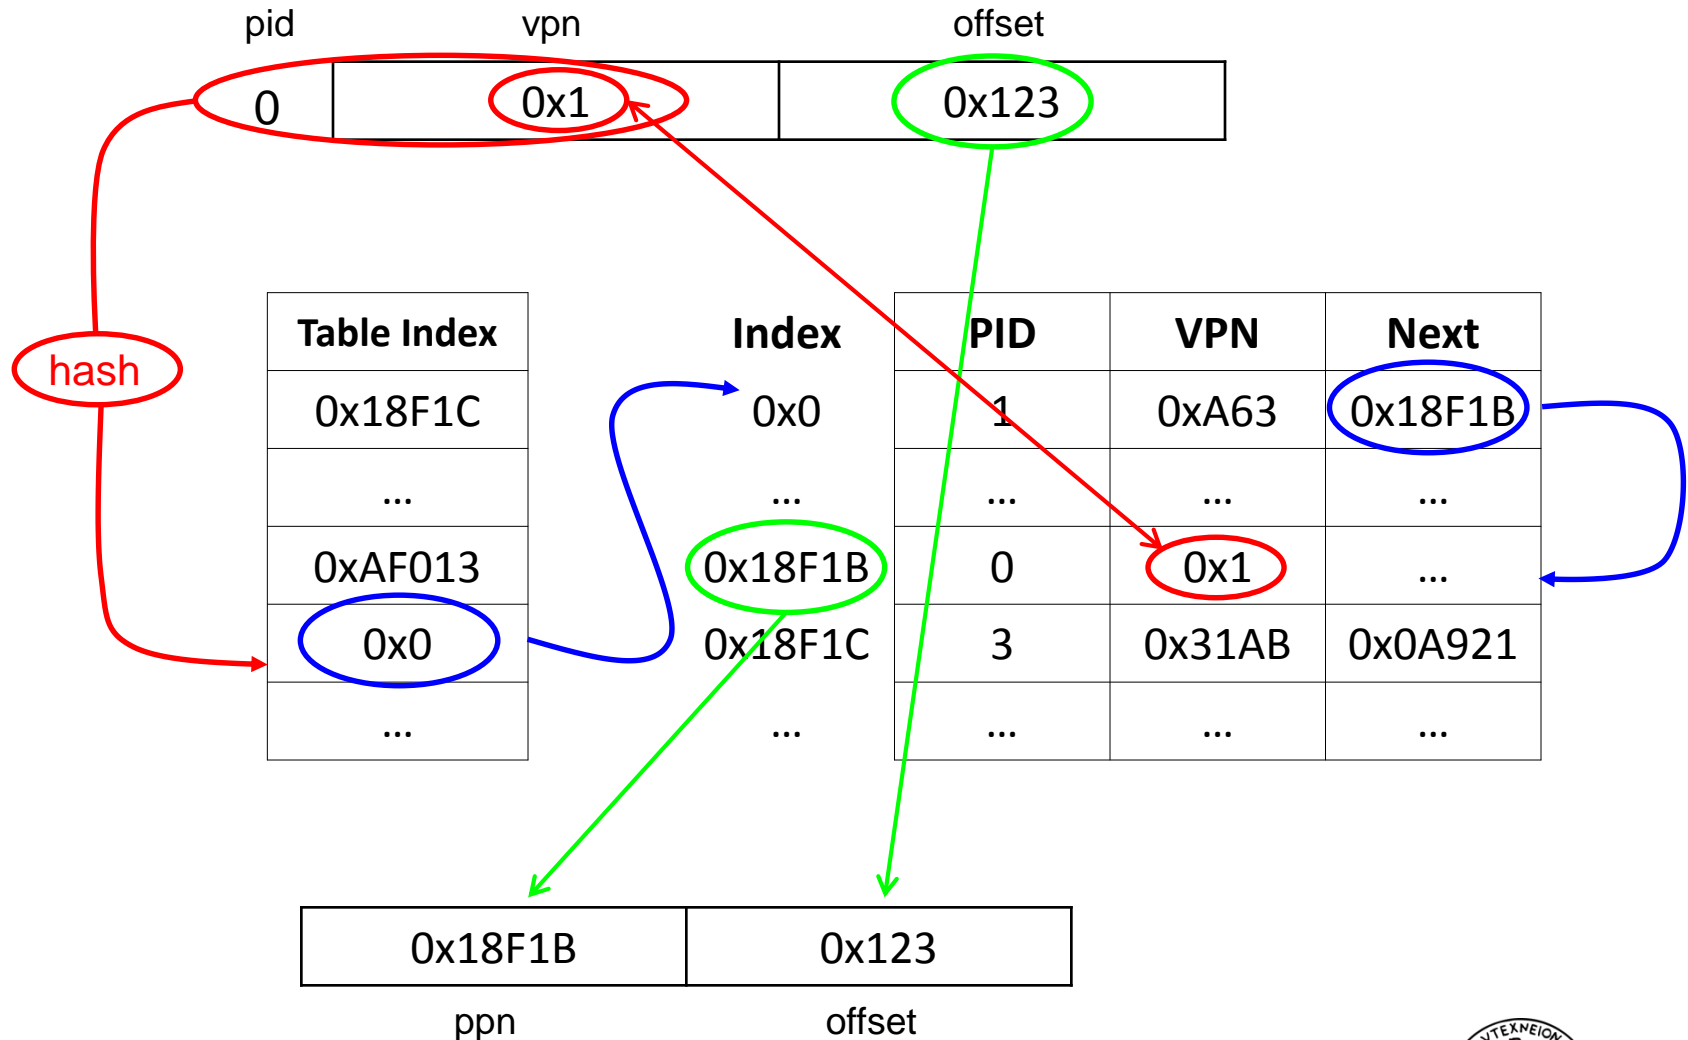 pid vpn offset
0 0x1 0x123
hash
Table Index
0x18F1C
...
0xAF013
0x0
...
Index PID VPN Next
0x0 1 0xA63 0x18F1B
... ... ... ...
0x18F1B 0 0x1 ...
0x18F1C 3 0x31AB 0x0A921
... ... ... ...
0x18F1B 0x123
ppn offset